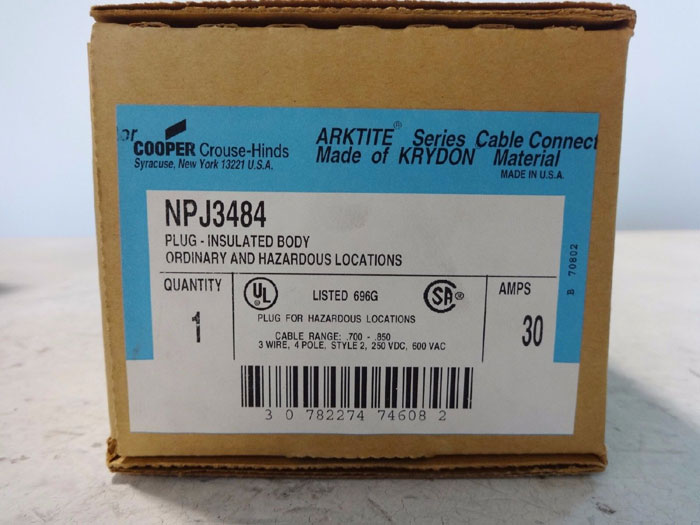 or
COOPER Crouse-Hinds
Syracuse, New York 13221 U.S.A.
ARKTITE® Series Cable Connect
Made of KRYDON Material
MADE IN U.S.A.
NPJ3484
PLUG - INSULATED BODY
ORDINARY AND HAZARDOUS LOCATIONS
B 70802
QUANTITY
1
UL
LISTED 696G
SA®
PLUG FOR HAZARDOUS LOCATIONS
CABLE RANGE: .700 - .850
3 WIRE, 4 POLE, STYLE 2, 250 VDC, 600 VAC
AMPS
30
3 0 782274 74608 2